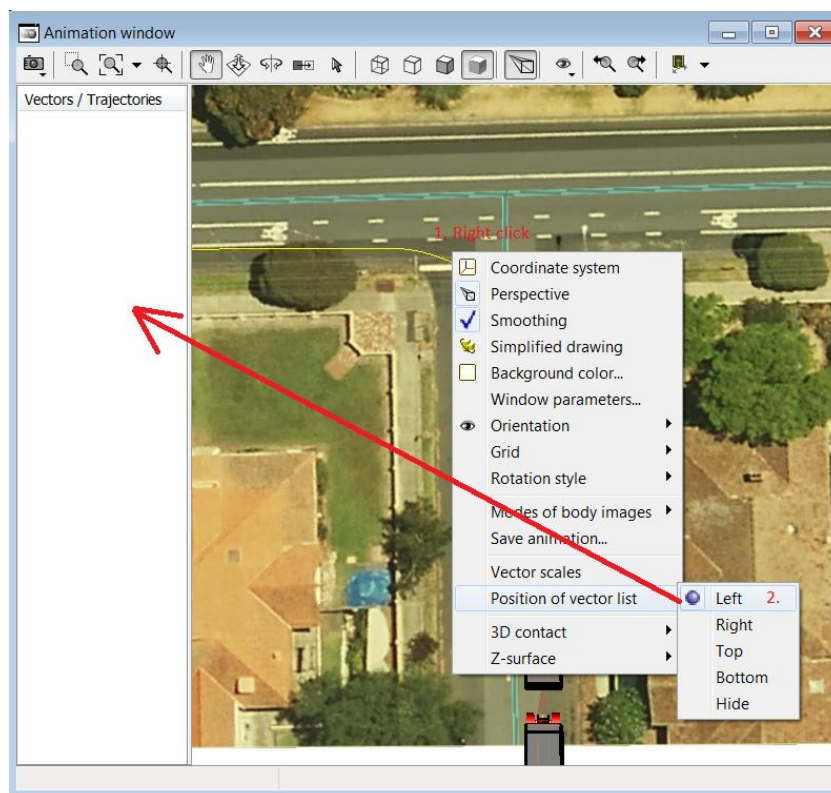 Animation window
Vectors / Trajectories
1. Right click
Coordinate system
Perspective
Smoothing
Simplified drawing
Background color...
Window parameters...
Orientation
Grid
Rotation style
Modes of body images
Save animation...
Vector scales
Position of vector list
3D contact
Z-surface
Left 2.
Right
Top
Bottom
Hide